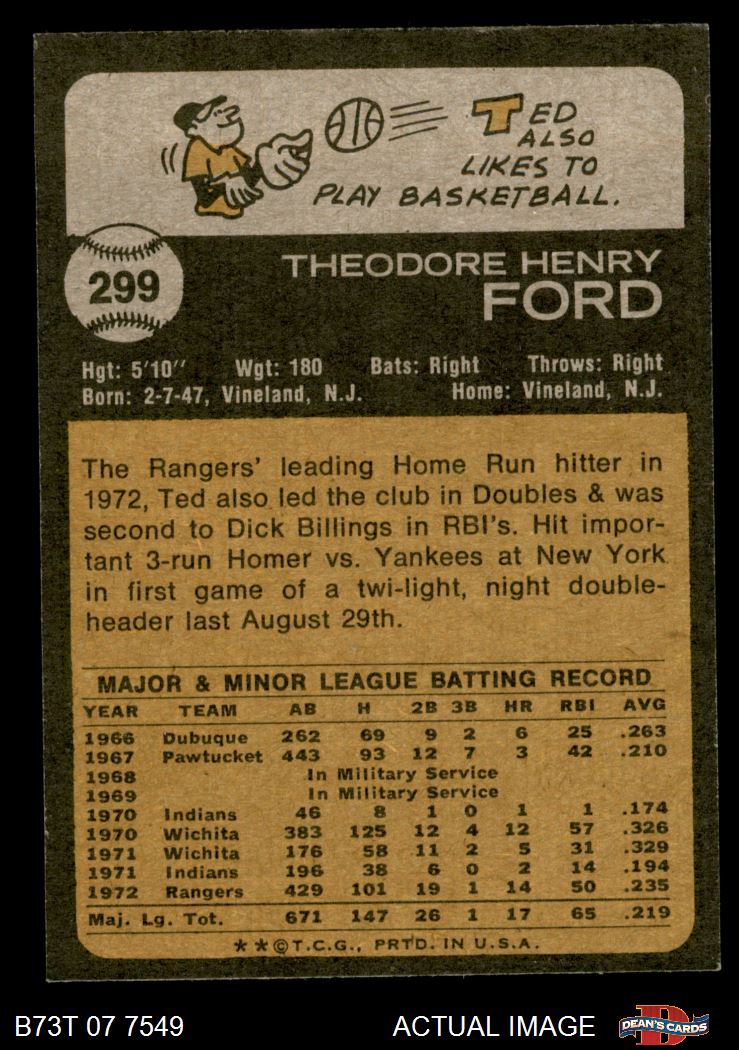 TED
ALSO
LIKES TO
PLAY BASKETBALL.
299
THEODORE HENRY
FORD
Hgt: 5'10" Wgt: 180 Bats: Right Throws: Right
Born: 2-7-47, Vineland, N.J. Home: Vineland, N.J.
The Rangers' leading Home Run hitter in
1972, Ted also led the club in Doubles & was
second to Dick Billings in RBI's. Hit impor-
tant 3-run Homer vs. Yankees at New York
in first game of a twi-light, night double-
header last August 29th.
MAJOR & MINOR LEAGUE BATTING RECORD
YEAR TEAM AB H 2B 3B HR RBI AVG
1966 Dubuque 262 69 9 2 6 25 .263
1967 Pawtucket 443 93 12 7 3 42 .210
1968 In Military Service
1969 In Military Service
1970 Indians 46 8 1 0 1 1 .174
1970 Wichita 383 125 12 4 12 57 .326
1971 Wichita 176 58 11 2 5 31 .329
1971 Indians 196 38 6 0 2 14 .194
1972 Rangers 429 101 19 1 14 50 .235
Maj. Lg. Tot. 671 147 26 1 17 65 .219
★★©T.C.G., PRTD. IN U.S.A.
B73T 07 7549 ACTUAL IMAGE D DEAN'S CARDS